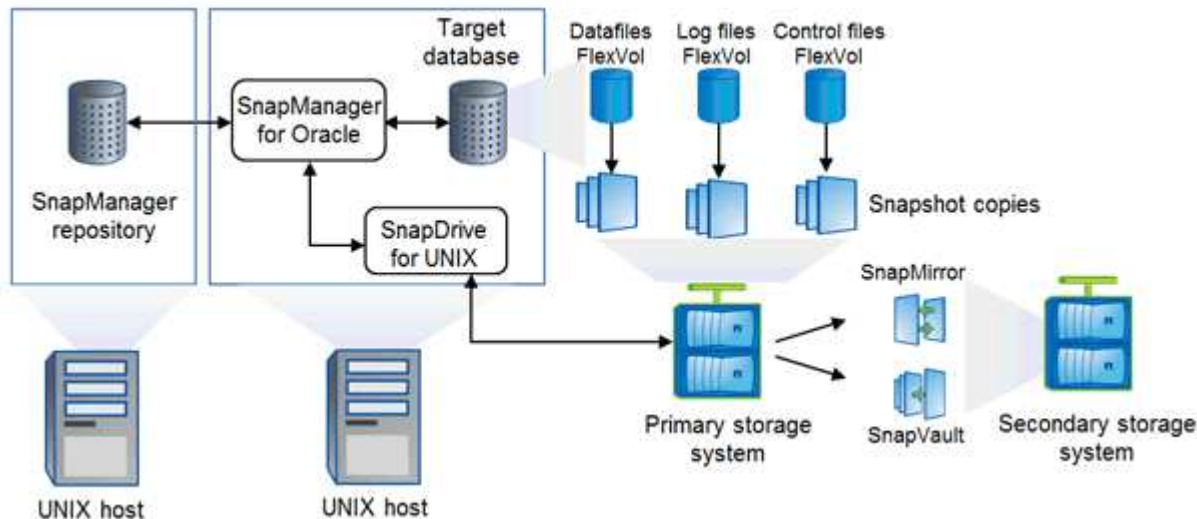 Target
database
Datafiles
FlexVol
Log files
FlexVol
Control files
FlexVol
SnapManager
for Oracle
SnapManager
repository
SnapDrive
for UNIX
Snapshot copies
SnapMirror
SnapVault
Primary storage
system
Secondary storage
system
UNIX host
UNIX host